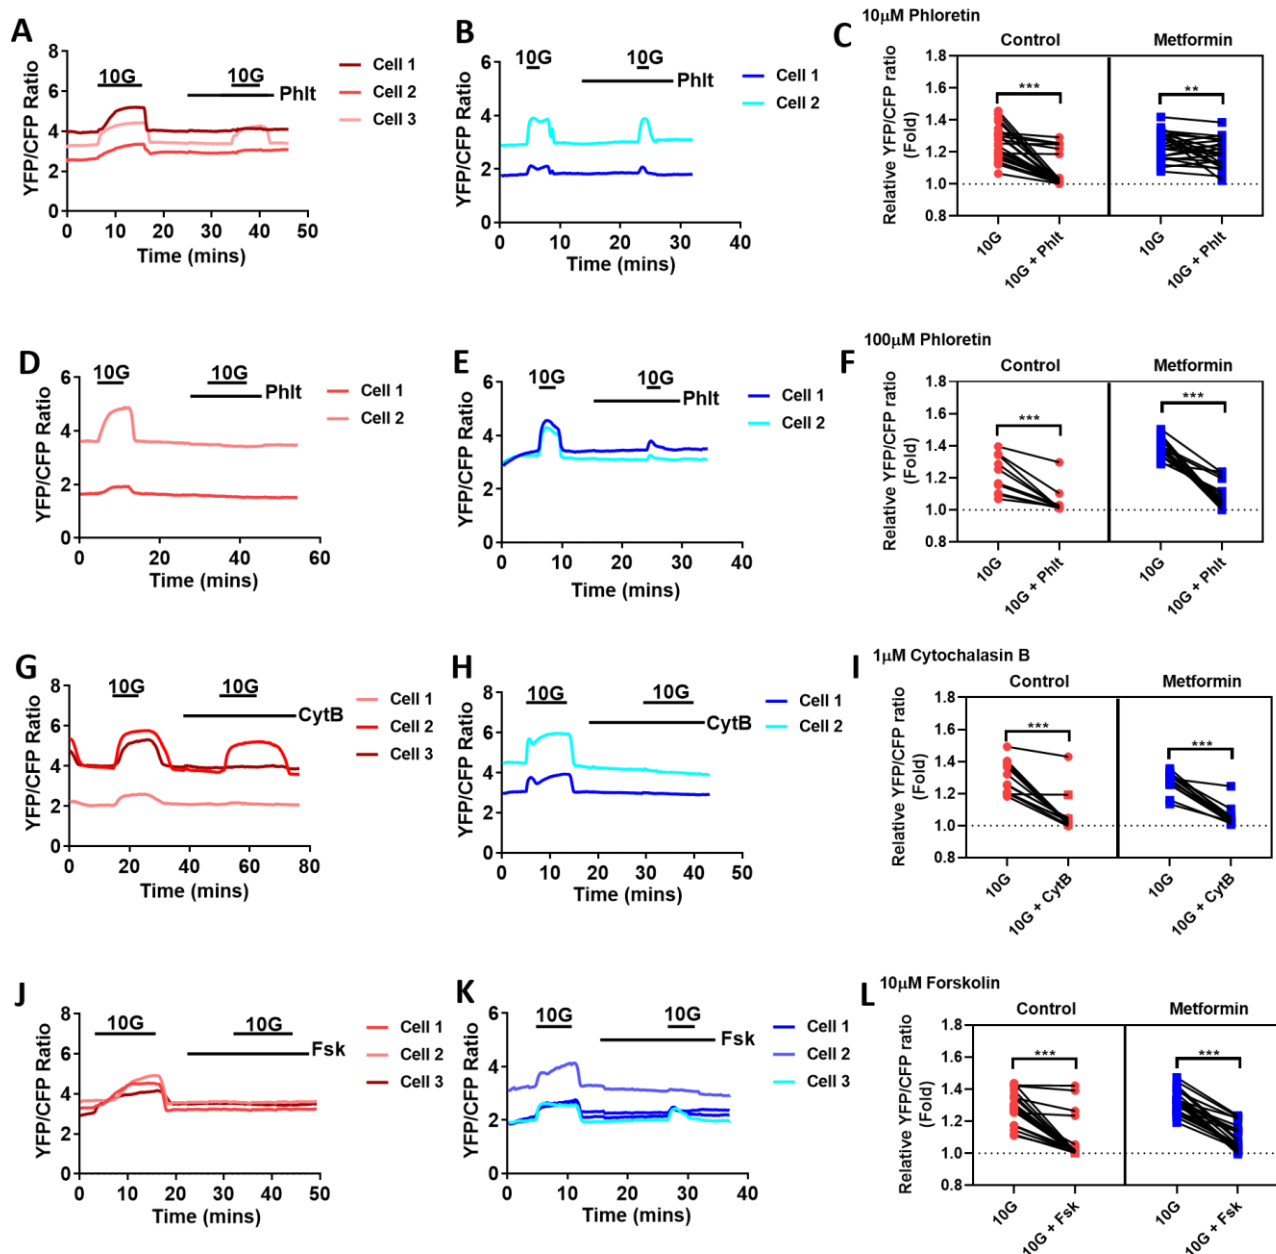 A
YFP/CFP Ratio
8
6
4
2
0
10G
10G
Phlt
0 10 20 30 40 50
Time (mins)
Cell 1
Cell 2
Cell 3
B
YFP/CFP Ratio
6
4
2
0
10G
10G
Phlt
0 10 20 30 40
Time (mins)
Cell 1
Cell 2
C
10μM Phloretin
Control
Metformin
Relative YFP/CFP ratio
(Fold)
1.8
1.6
1.4
1.2
1.0
0.8
***
**
10G
10G + Phlt
10G
10G + Phlt
D
YFP/CFP Ratio
6
4
2
0
10G
10G
Phlt
0 20 40 60
Time (mins)
Cell 1
Cell 2
E
YFP/CFP Ratio
6
4
2
0
10G
10G
Phlt
0 10 20 30 40
Time (mins)
Cell 1
Cell 2
F
100μM Phloretin
Control
Metformin
Relative YFP/CFP ratio
(Fold)
1.8
1.6
1.4
1.2
1.0
0.8
***
***
10G
10G + Phlt
10G
10G + Phlt
G
YFP/CFP Ratio
8
6
4
2
0
10G
10G
CytB
0 20 40 60 80
Time (mins)
Cell 1
Cell 2
Cell 3
H
YFP/CFP Ratio
8
6
4
2
0
10G
10G
CytB
0 10 20 30 40 50
Time (mins)
Cell 1
Cell 2
I
1μM Cytochalasin B
Control
Metformin
Relative YFP/CFP ratio
(Fold)
1.8
1.6
1.4
1.2
1.0
0.8
***
***
10G
10G + CytB
10G
10G + CytB
J
YFP/CFP Ratio
8
6
4
2
0
10G
10G
Fsk
0 10 20 30 40 50
Time (mins)
Cell 1
Cell 2
Cell 3
K
YFP/CFP Ratio
6
4
2
0
10G
10G
Fsk
0 10 20 30 40
Time (mins)
Cell 1
Cell 2
Cell 3
L
10μM Forskolin
Control
Metformin
Relative YFP/CFP ratio
(Fold)
1.8
1.6
1.4
1.2
1.0
0.8
***
***
10G
10G + Fsk
10G
10G + Fsk